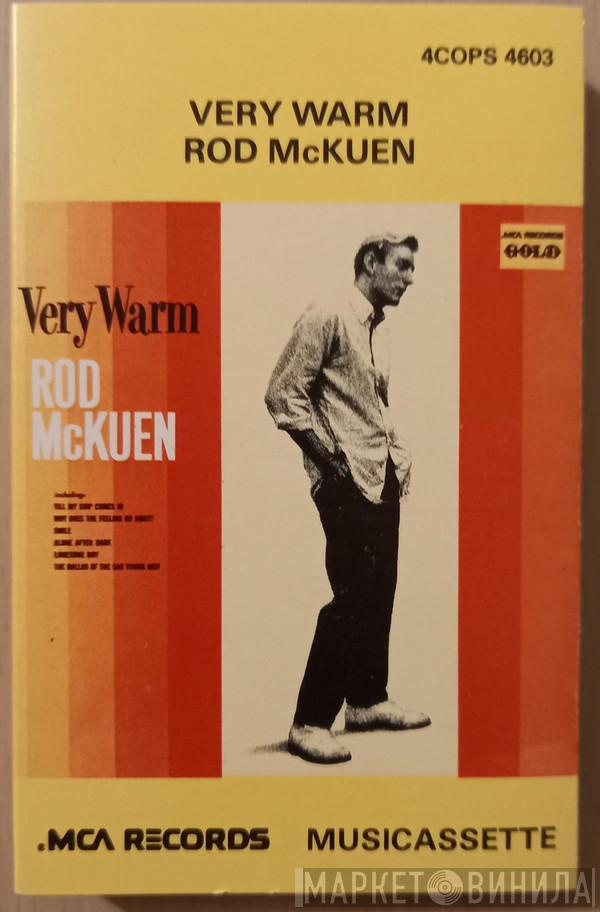 4COPS 4603
VERY WARM
ROD McKUEN
.MCA RECORDS
GOLD
Very Warm
ROD
McKUEN
including:
TILL MY SHIP COMES IN
WHY DOES THE FEELING GO AWAY?
SMILE
ALONE AFTER DARK
LONESOME BOY
THE BALLAD OF THE SAD YOUNG MEN
.MCA RECORDS MUSICASSETTE
МАРКЕТ ВИНИЛА